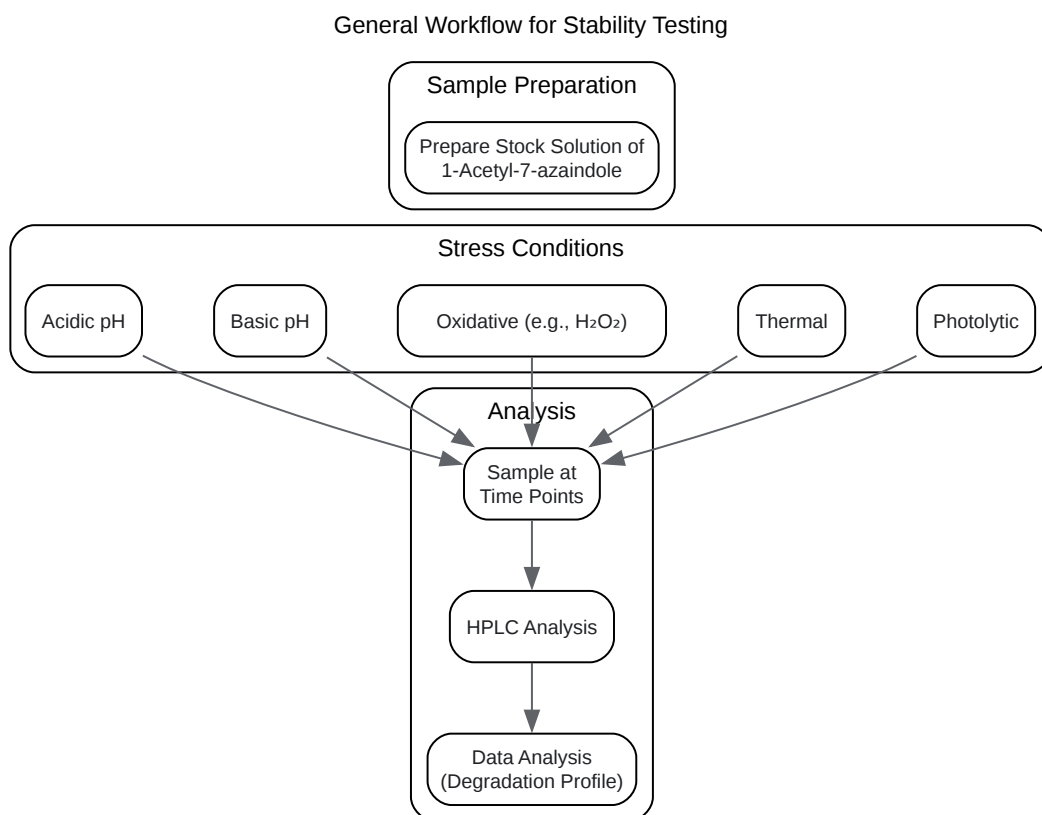 General Workflow for Stability Testing
Sample Preparation
Prepare Stock Solution of
1-Acetyl-7-azaindole
Stress Conditions
Acidic pH
Basic pH
Oxidative (e.g., H₂O₂)
Thermal
Photolytic
Analysis
Sample at
Time Points
HPLC Analysis
Data Analysis
(Degradation Profile)